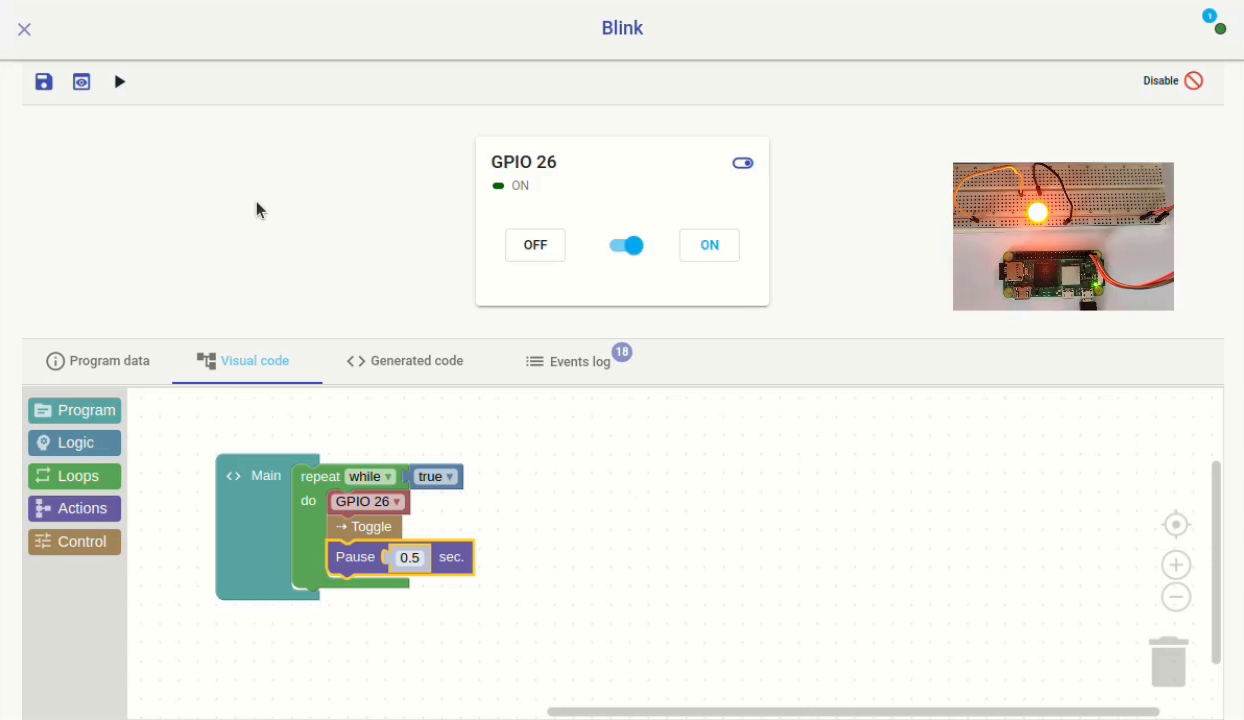 Blink
1
Disable
GPIO 26
ON
OFF
ON
Program data
Visual code
Generated code
Events log
18
Program
Logic
Loops
Actions
Control
<> Main
repeat while ▾ true ▾
do GPIO 26 ▾
⇢ Toggle
Pause 0.5 sec.